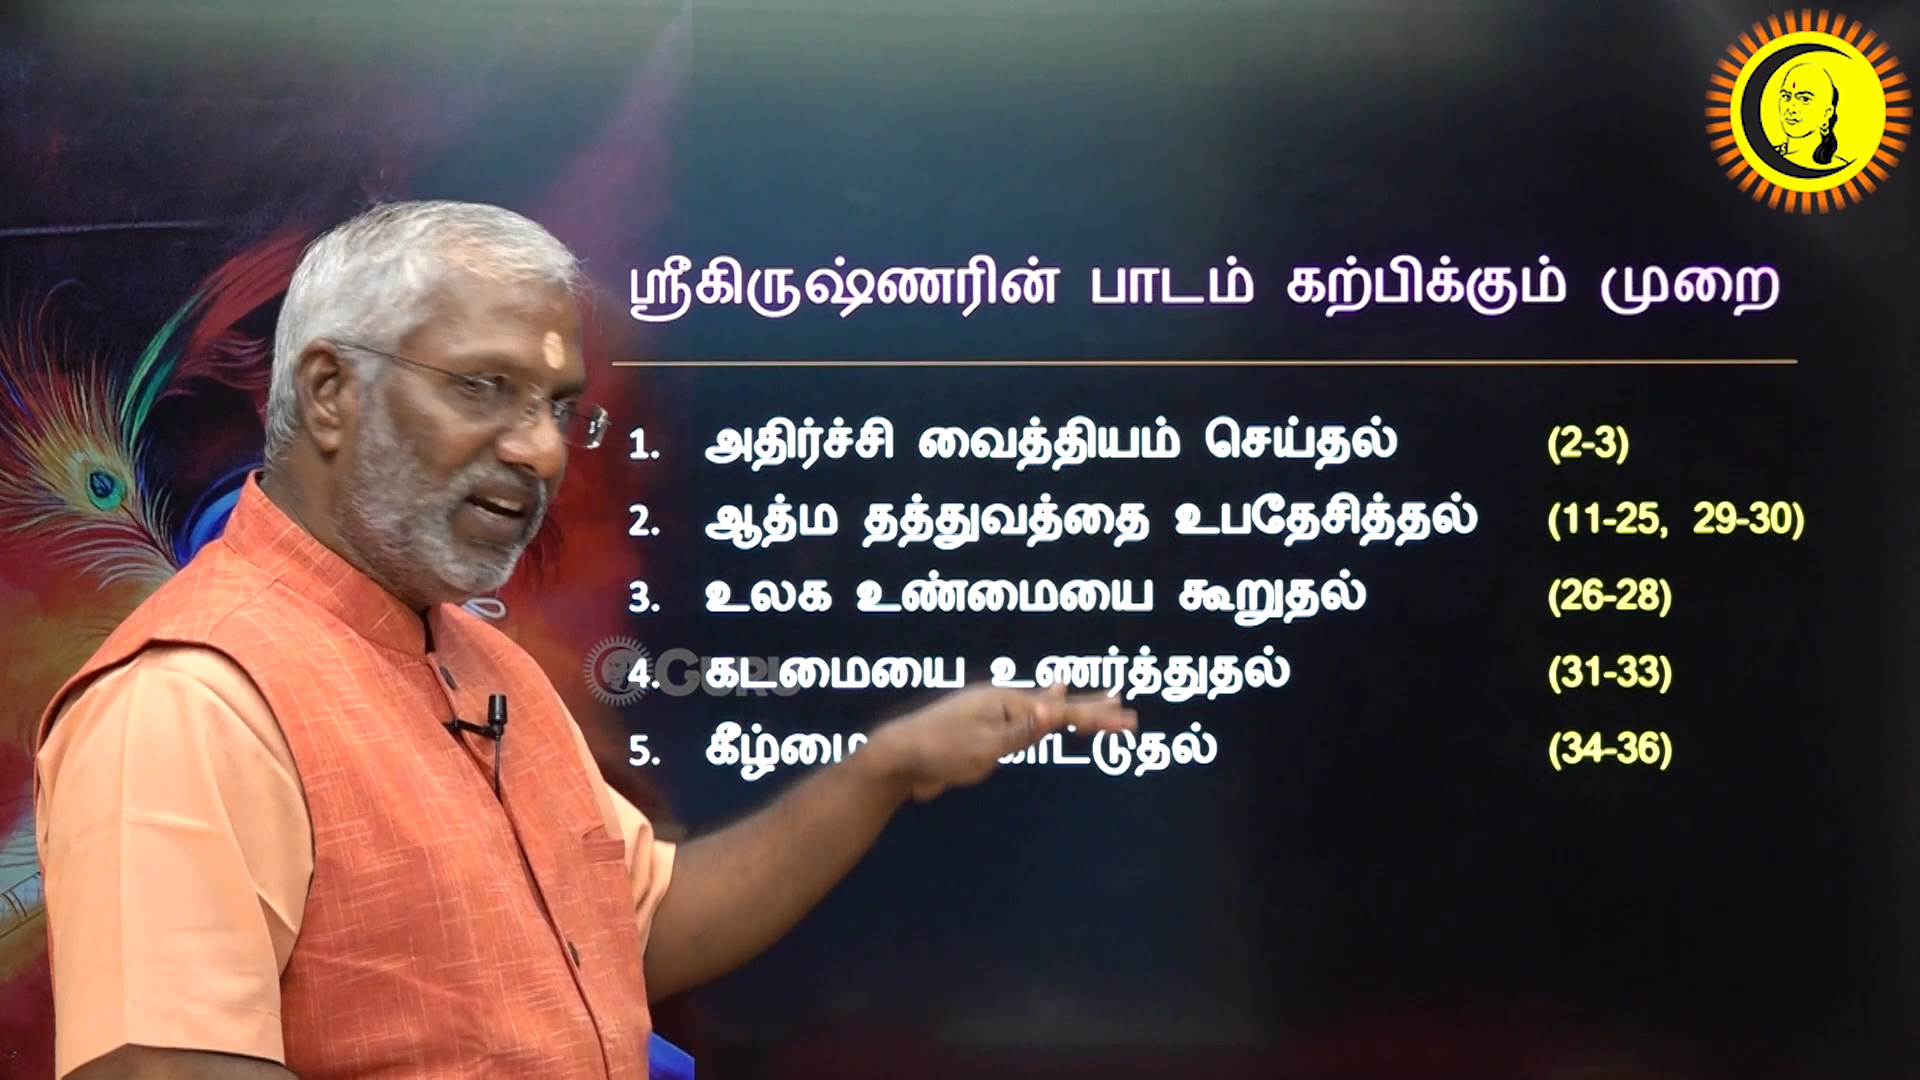 ஸ்ரீகிருஷ்ணரின் பாடம் கற்பிக்கும் முறை
1. அதிர்ச்சி வைத்தியம் செய்தல் (2-3)
2. ஆத்ம தத்துவத்தை உபதேசித்தல் (11-25, 29-30)
3. உலக உண்மையை கூறுதல் (26-28)
4. கடமையை உணர்த்துதல் (31-33)
GURU
5. (34-36)